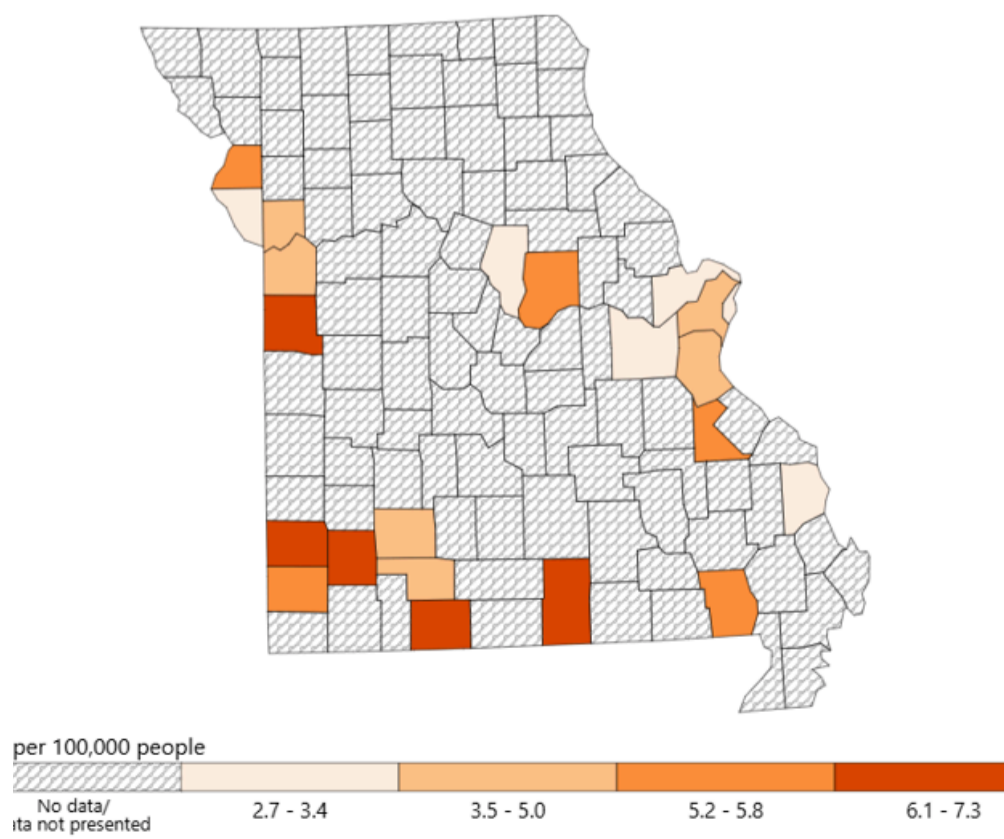 per 100,000 people
No data/
ta not presented
2.7 - 3.4
3.5 - 5.0
5.2 - 5.8
6.1 - 7.3